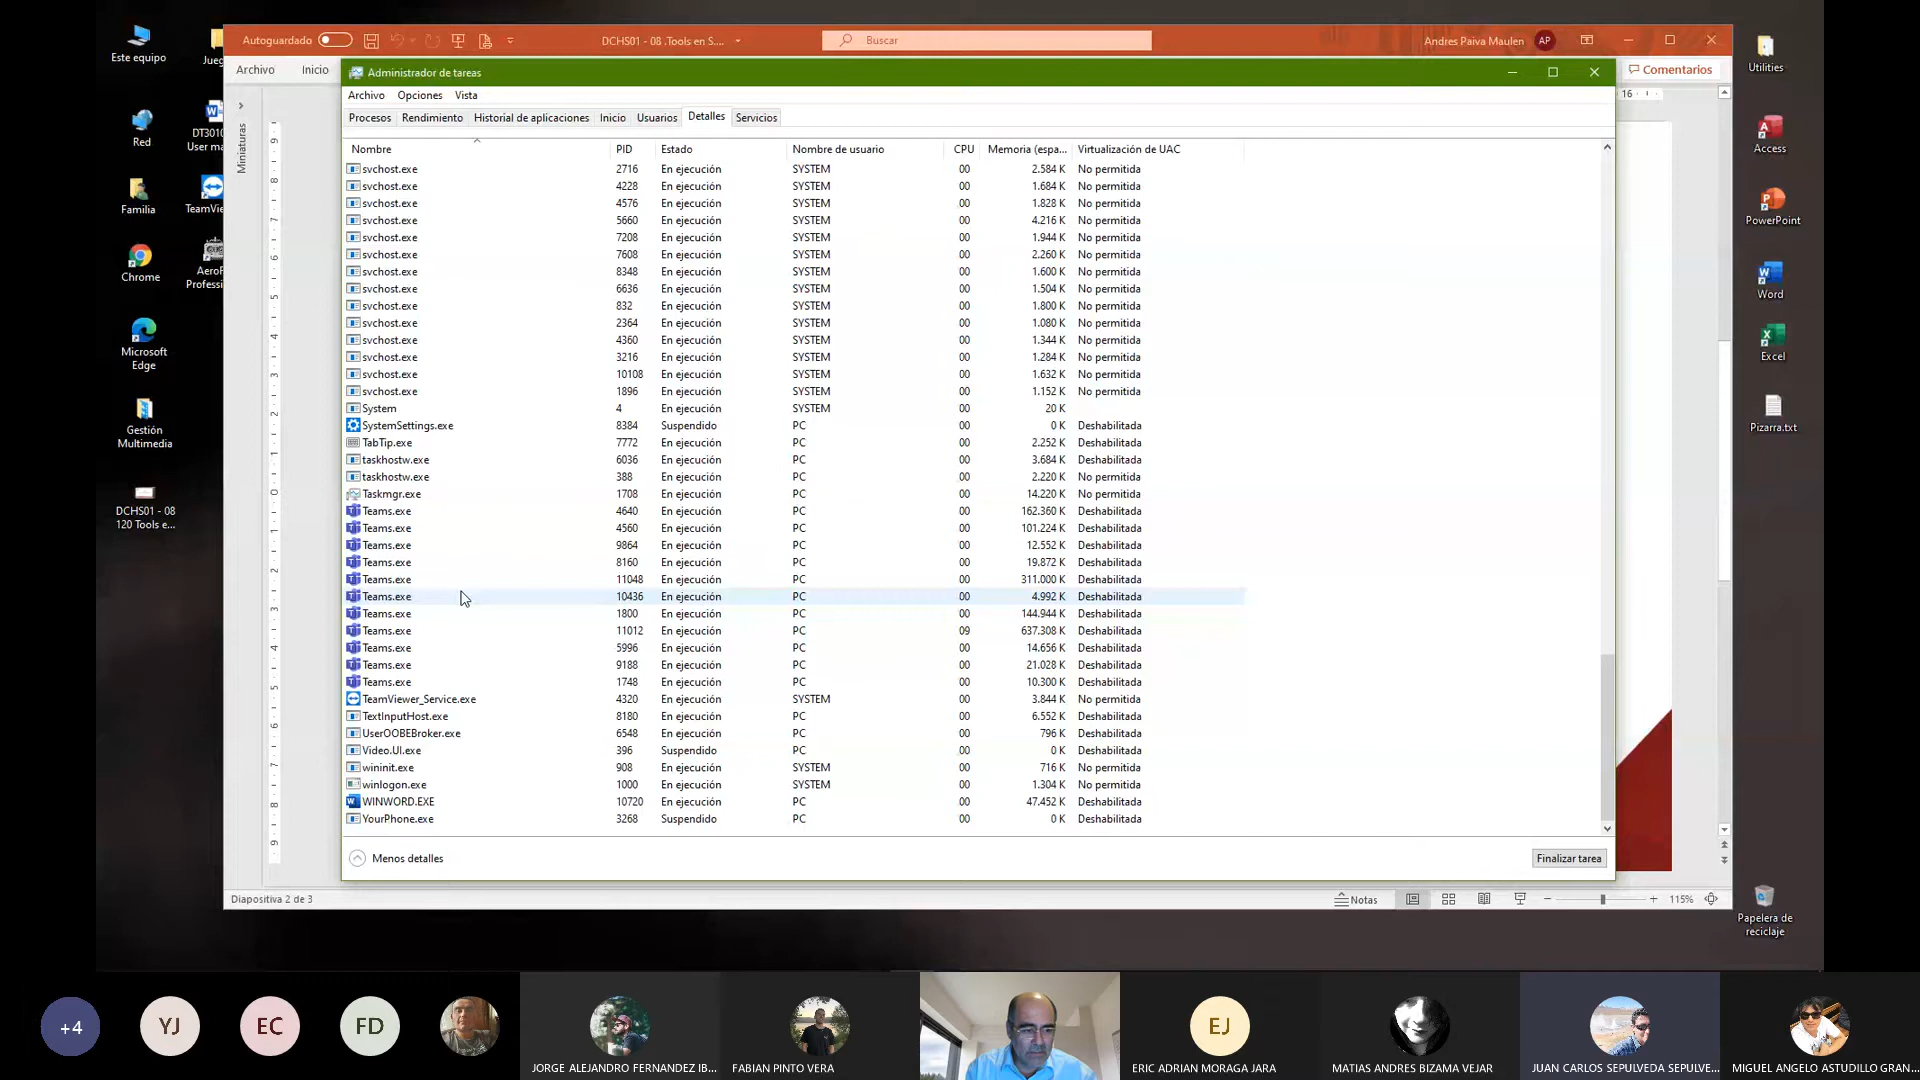 Este equipo
Jueg
Red
DT3010
User ma
Familia
TeamVie
Chrome
AeroF
Professi
Microsoft
Edge
Gestión
Multimedia
DCHS01 - 08
120 Tools e...
Autoguardado
DCHS01 - 08 .Tools en S....
Buscar
Andres Paiva Maulen
AP
Archivo
Inicio
Comentarios
Miniaturas
16
Administrador de tareas
Archivo Opciones Vista
Procesos Rendimiento Historial de aplicaciones Inicio Usuarios Detalles Servicios
Nombre PID Estado Nombre de usuario CPU Memoria (espa... Virtualización de UAC
svchost.exe 2716 En ejecución SYSTEM 00 2.584 K No permitida
svchost.exe 4228 En ejecución SYSTEM 00 1.684 K No permitida
svchost.exe 4576 En ejecución SYSTEM 00 1.828 K No permitida
svchost.exe 5660 En ejecución SYSTEM 00 4.216 K No permitida
svchost.exe 7208 En ejecución SYSTEM 00 1.944 K No permitida
svchost.exe 7608 En ejecución SYSTEM 00 2.260 K No permitida
svchost.exe 8348 En ejecución SYSTEM 00 1.600 K No permitida
svchost.exe 6636 En ejecución SYSTEM 00 1.504 K No permitida
svchost.exe 832 En ejecución SYSTEM 00 1.800 K No permitida
svchost.exe 2364 En ejecución SYSTEM 00 1.080 K No permitida
svchost.exe 4360 En ejecución SYSTEM 00 1.344 K No permitida
svchost.exe 3216 En ejecución SYSTEM 00 1.284 K No permitida
svchost.exe 10108 En ejecución SYSTEM 00 1.632 K No permitida
svchost.exe 1896 En ejecución SYSTEM 00 1.152 K No permitida
System 4 En ejecución SYSTEM 00 20 K
SystemSettings.exe 8384 Suspendido PC 00 0 K Deshabilitada
TabTip.exe 7772 En ejecución PC 00 2.252 K Deshabilitada
taskhostw.exe 6036 En ejecución PC 00 3.684 K Deshabilitada
taskhostw.exe 388 En ejecución PC 00 2.220 K No permitida
Taskmgr.exe 1708 En ejecución PC 00 14.220 K No permitida
Teams.exe 4640 En ejecución PC 00 162.360 K Deshabilitada
Teams.exe 4560 En ejecución PC 00 101.224 K Deshabilitada
Teams.exe 9864 En ejecución PC 00 12.552 K Deshabilitada
Teams.exe 8160 En ejecución PC 00 19.872 K Deshabilitada
Teams.exe 11048 En ejecución PC 00 311.000 K Deshabilitada
Teams.exe 10436 En ejecución PC 00 4.992 K Deshabilitada
Teams.exe 1800 En ejecución PC 00 144.944 K Deshabilitada
Teams.exe 11012 En ejecución PC 09 637.308 K Deshabilitada
Teams.exe 5996 En ejecución PC 00 14.656 K Deshabilitada
Teams.exe 9188 En ejecución PC 00 21.028 K Deshabilitada
Teams.exe 1748 En ejecución PC 00 10.300 K Deshabilitada
TeamViewer_Service.exe 4320 En ejecución SYSTEM 00 3.844 K No permitida
TextInputHost.exe 8180 En ejecución PC 00 6.552 K Deshabilitada
UserOOBEBroker.exe 6548 En ejecución PC 00 796 K Deshabilitada
Video.UI.exe 396 Suspendido PC 00 0 K Deshabilitada
wininit.exe 908 En ejecución SYSTEM 00 716 K No permitida
winlogon.exe 1000 En ejecución SYSTEM 00 1.304 K No permitida
WINWORD.EXE 10720 En ejecución PC 00 47.452 K Deshabilitada
YourPhone.exe 3268 Suspendido PC 00 0 K Deshabilitada
Menos detalles
Finalizar tarea
Diapositiva 2 de 3
Notas
115%
Utilities
Access
PowerPoint
Word
Excel
Pizarra.txt
Papelera de
reciclaje
+4
YJ
EC
FD
JORGE ALEJANDRO FERNANDEZ IB...
FABIAN PINTO VERA
EJ
ERIC ADRIAN MORAGA JARA
MATIAS ANDRES BIZAMA VEJAR
JUAN CARLOS SEPULVEDA SEPULVE...
MIGUEL ANGELO ASTUDILLO GRAN...